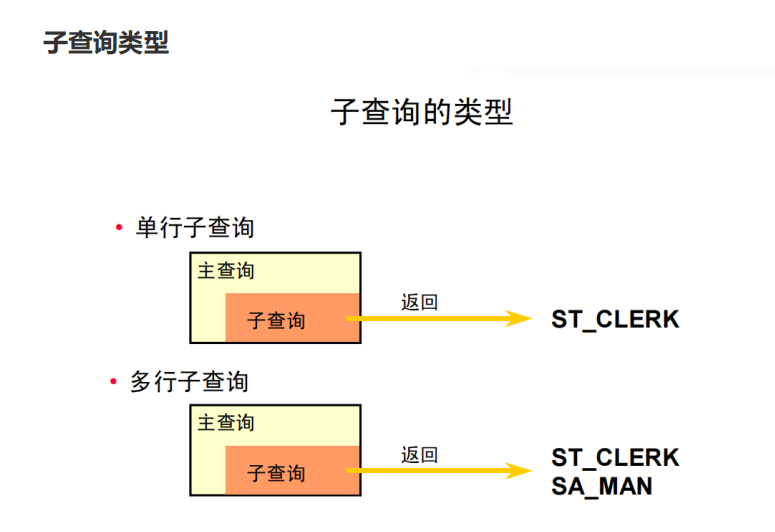 子查询类型
子查询的类型
• 单行子查询
主查询
子查询
返回
ST_CLERK
• 多行子查询
主查询
子查询
返回
ST_CLERK
SA_MAN